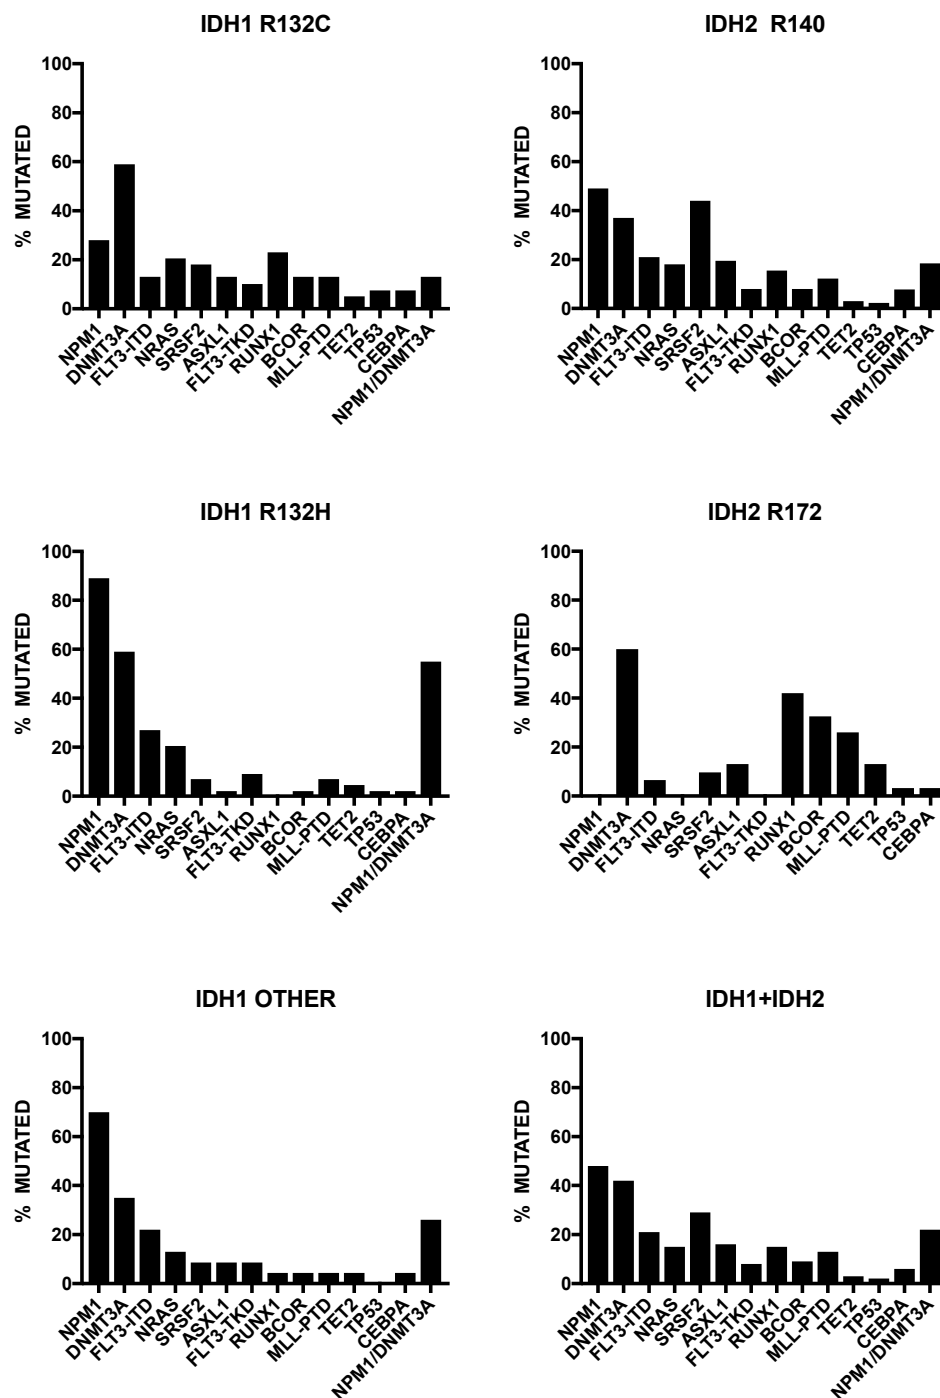 IDH1 R132C
% MUTATED
100
80
60
40
20
0
NPM1
DNMT3A
FLT3-ITD
NRAS
SRSF2
ASXL1
FLT3-TKD
RUNX1
BCOR
MLL-PTD
TET2
TP53
CEBPA
NPM1/DNMT3A
IDH2 R140
% MUTATED
100
80
60
40
20
0
NPM1
DNMT3A
FLT3-ITD
NRAS
SRSF2
ASXL1
FLT3-TKD
RUNX1
BCOR
MLL-PTD
TET2
TP53
CEBPA
NPM1/DNMT3A
IDH1 R132H
% MUTATED
100
80
60
40
20
0
NPM1
DNMT3A
FLT3-ITD
NRAS
SRSF2
ASXL1
FLT3-TKD
RUNX1
BCOR
MLL-PTD
TET2
TP53
CEBPA
NPM1/DNMT3A
IDH2 R172
% MUTATED
100
80
60
40
20
0
NPM1
DNMT3A
FLT3-ITD
NRAS
SRSF2
ASXL1
FLT3-TKD
RUNX1
BCOR
MLL-PTD
TET2
TP53
CEBPA
IDH1 OTHER
% MUTATED
100
80
60
40
20
0
NPM1
DNMT3A
FLT3-ITD
NRAS
SRSF2
ASXL1
FLT3-TKD
RUNX1
BCOR
MLL-PTD
TET2
TP53
CEBPA
NPM1/DNMT3A
IDH1+IDH2
% MUTATED
100
80
60
40
20
0
NPM1
DNMT3A
FLT3-ITD
NRAS
SRSF2
ASXL1
FLT3-TKD
RUNX1
BCOR
MLL-PTD
TET2
TP53
CEBPA
NPM1/DNMT3A